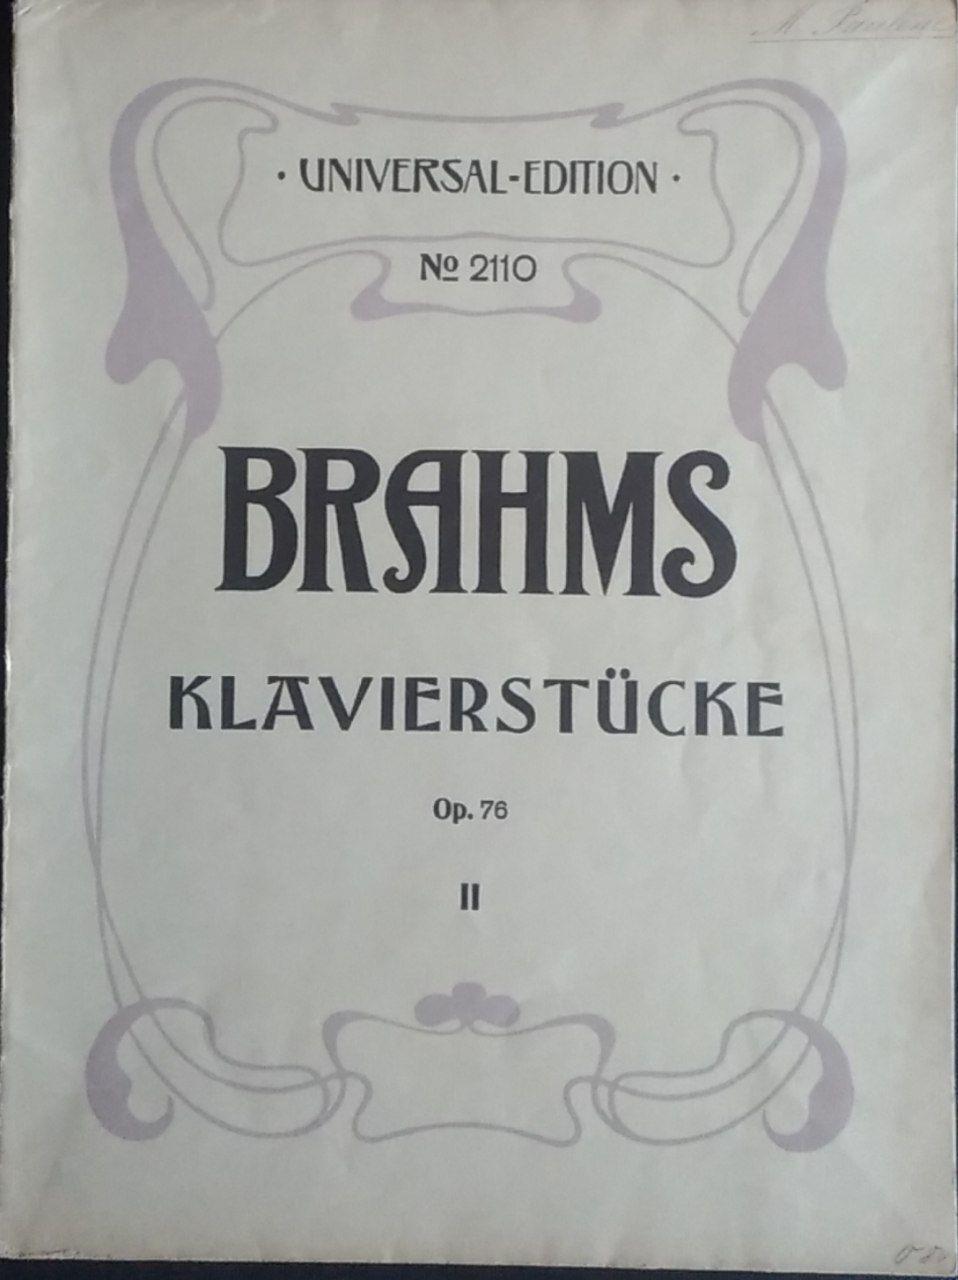 · UNIVERSAL-EDITION ·
No 2110
BRAHMS
KLAVIERSTÜCKE
Op. 76
II